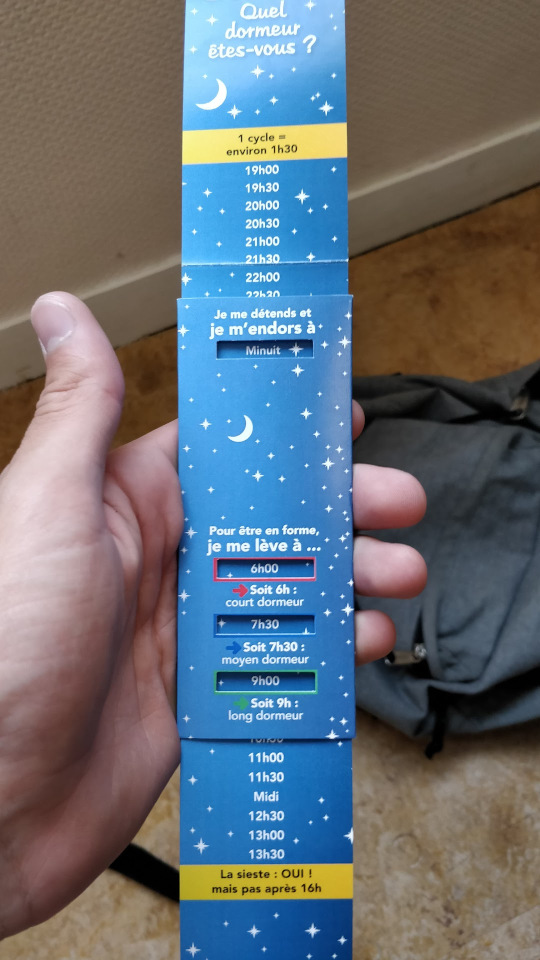 Quel
dormeur
êtes-vous ?
1 cycle =
environ 1h30
19h00
19h30
20h00
20h30
21h00
21h30
22h00
22h30
Je me détends et
je m'endors à
Minuit
Pour être en forme,
je me lève à ...
6h00
Soit 6h :
court dormeur
7h30
Soit 7h30 :
moyen dormeur
9h00
Soit 9h :
long dormeur
11h00
11h30
Midi
12h30
13h00
13h30
La sieste : OUI !
mais pas après 16h